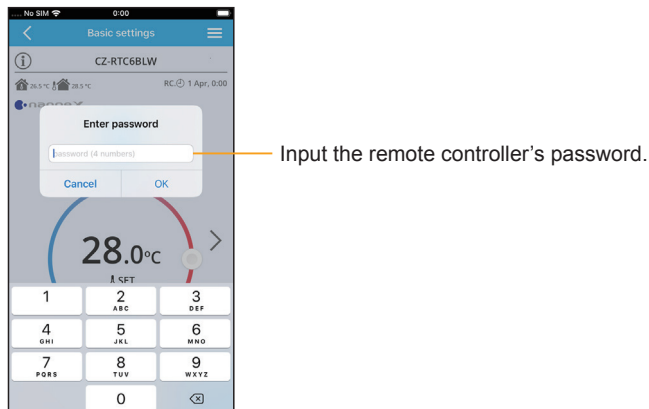 .... No SIM 0:00
Basic settings
CZ-RTC6BLW
28.5 °C 28.5 °C RC. 1 Apr, 0:00
nanoe X
Enter password
password (4 numbers)
Input the remote controller's password.
Cancel OK
28.0°C
SET
1 2 3
ABC DEF
4 5 6
GHI JKL MNO
7 8 9
PQRS TUV WXYZ
0